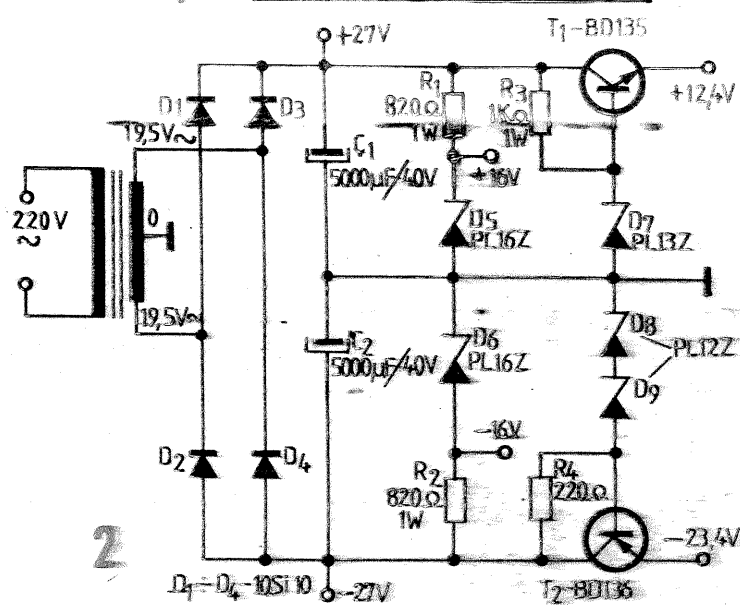 +27V
T1-BD135
D1
D3
R1
820Ω
1W
R3
1KΩ
1W
+12,4V
19,5V~
C1
5000µF/40V
+16V
220V
~
0
D5
PL16Z
D7
PL13Z
19,5V~
C2
5000µF/40V
D6
PL16Z
D8
PL12Z
D9
-16V
D2
D4
R2
820Ω
1W
R4
220Ω
-23,4V
2
D1÷D4-10Si10
-27V
T2-BD136